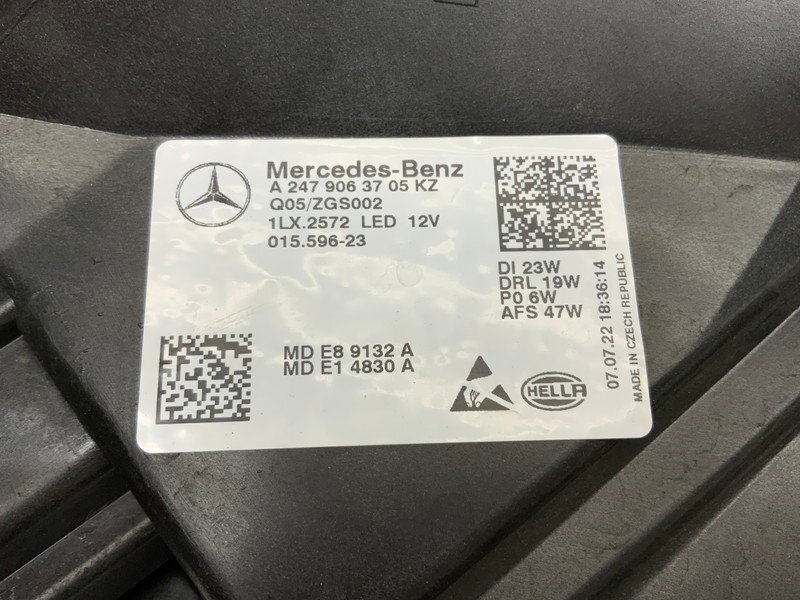 Mercedes-Benz
A 247 906 37 05 KZ
Q05/ZGS002
1LX.2572 LED 12V
015.596-23
DI 23W
DRL 19W
PO 6W
AFS 47W
07.07.22 18:36:14
MADE IN CZECH REPUBLIC
MD E8 9132 A
MD E1 4830 A
HELLA